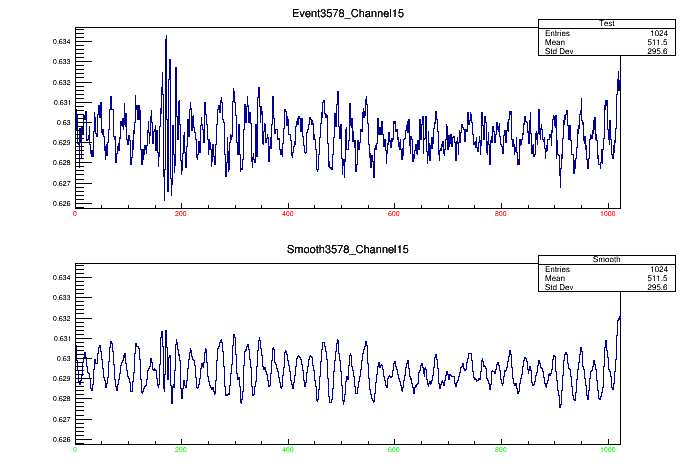 Event3578_Channel15
Test
Entries 1024
Mean 511.5
Std Dev 295.6
0.634
0.633
0.632
0.631
0.63
0.629
0.628
0.627
0.626
0 200 400 600 800 1000
Smooth3578_Channel15
Smooth
Entries 1024
Mean 511.5
Std Dev 295.6
0.634
0.633
0.632
0.631
0.63
0.629
0.628
0.627
0.626
0 200 400 600 800 1000